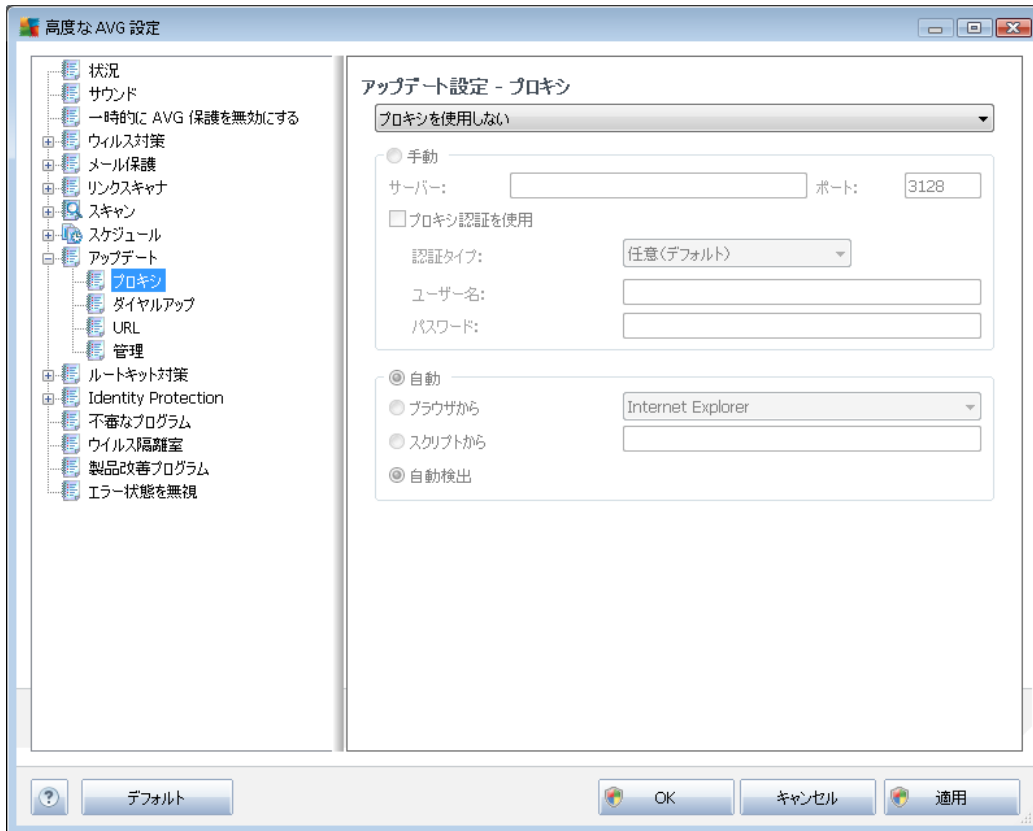 高度な AVG 設定
状況
サウンド
一時的に AVG 保護を無効にする
ウィルス対策
メール保護
リンクスキャナ
スキャン
スケジュール
アップデート
プロキシ
ダイヤルアップ
URL
管理
ルートキット対策
Identity Protection
不審なプログラム
ウイルス隔離室
製品改善プログラム
エラー状態を無視
アップデート設定 - プロキシ
プロキシを使用しない
手動
サーバー: ポート: 3128
プロキシ認証を使用
認証タイプ: 任意(デフォルト)
ユーザー名:
パスワード:
自動
ブラウザから Internet Explorer
スクリプトから
自動検出
? デフォルト OK キャンセル 適用